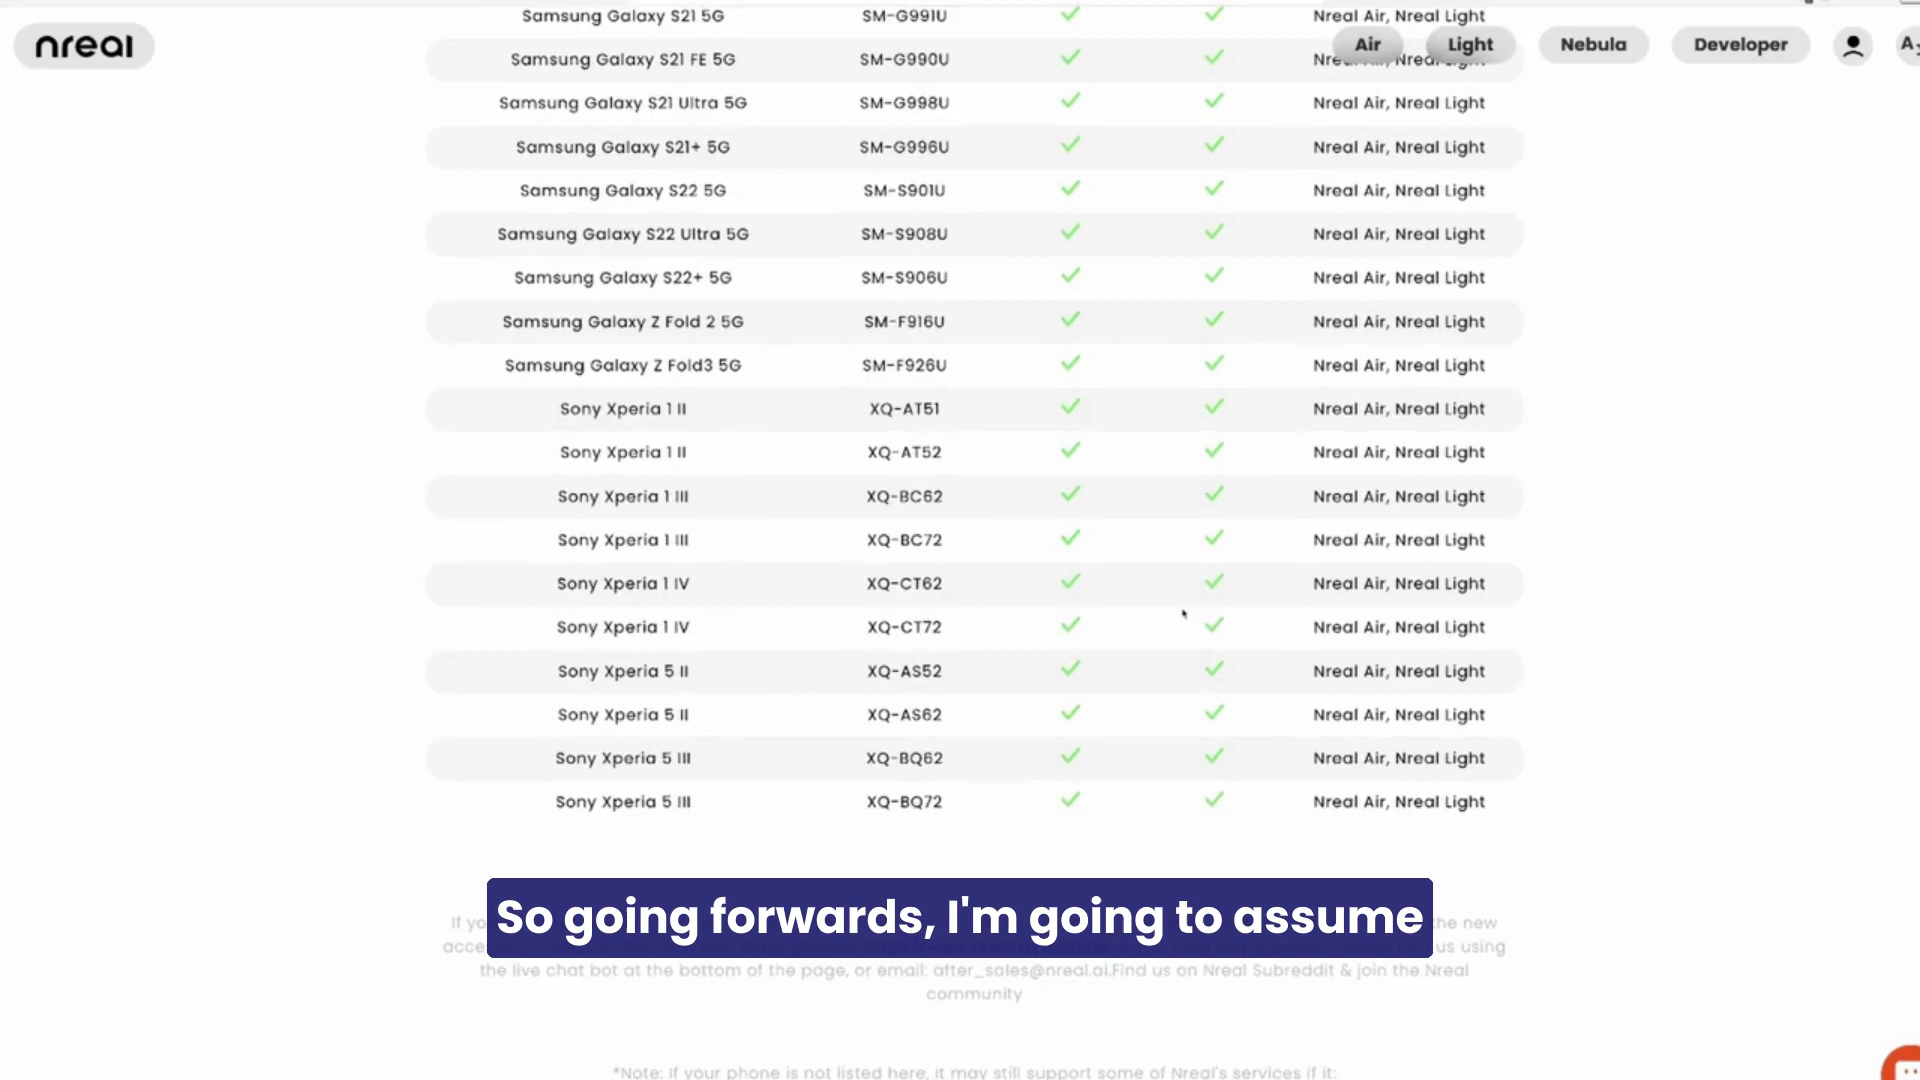 Samsung Galaxy S21 5G SM-G991U Nreal Air, Nreal Light
nreal Air Light Nebula Developer
Samsung Galaxy S21 FE 5G SM-G990U
Samsung Galaxy S21 Ultra 5G SM-G998U Nreal Air, Nreal Light
Samsung Galaxy S21+ 5G SM-G996U Nreal Air, Nreal Light
Samsung Galaxy S22 5G SM-S901U Nreal Air, Nreal Light
Samsung Galaxy S22 Ultra 5G SM-S908U Nreal Air, Nreal Light
Samsung Galaxy S22+ 5G SM-S906U Nreal Air, Nreal Light
Samsung Galaxy Z Fold 2 5G SM-F916U Nreal Air, Nreal Light
Samsung Galaxy Z Fold3 5G SM-F926U Nreal Air, Nreal Light
Sony Xperia 1 II XQ-AT51 Nreal Air, Nreal Light
Sony Xperia 1 II XQ-AT52 Nreal Air, Nreal Light
Sony Xperia 1 III XQ-BC62 Nreal Air, Nreal Light
Sony Xperia 1 III XQ-BC72 Nreal Air, Nreal Light
Sony Xperia 1 IV XQ-CT62 Nreal Air, Nreal Light
Sony Xperia 1 IV XQ-CT72 Nreal Air, Nreal Light
Sony Xperia 5 II XQ-AS52 Nreal Air, Nreal Light
Sony Xperia 5 II XQ-AS62 Nreal Air, Nreal Light
Sony Xperia 5 III XQ-BQ62 Nreal Air, Nreal Light
Sony Xperia 5 III XQ-BQ72 Nreal Air, Nreal Light
So going forwards, I'm going to assume
If the new
us using
the live chat bot at the bottom of the page, or email: after_sales@nreal.ai.Find us on Nreal Subreddit & join the Nreal
community
*Note: If your phone is not listed here, it may still support some of Nreal's services if it: